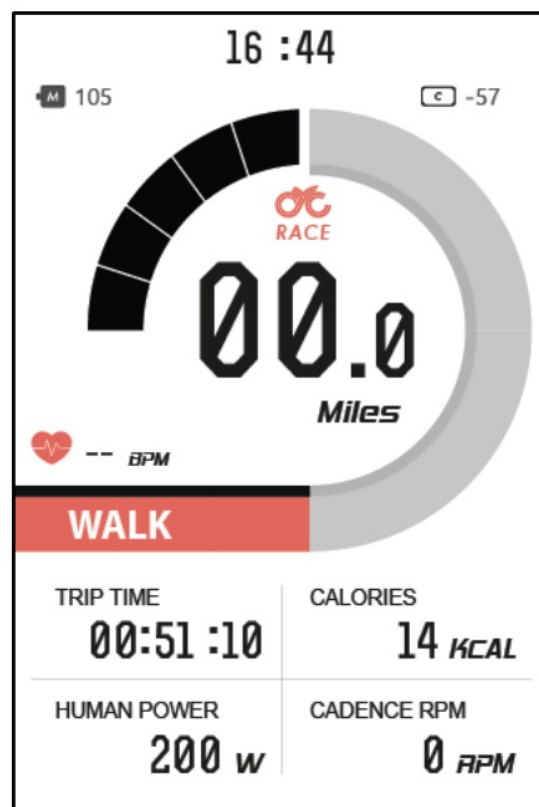 16 :44
M 105
C -57
RACE
00.0
Miles
-- BPM
WALK
TRIP TIME
CALORIES
00:51 :10
14 KCAL
HUMAN POWER
CADENCE RPM
200 W
0 RPM